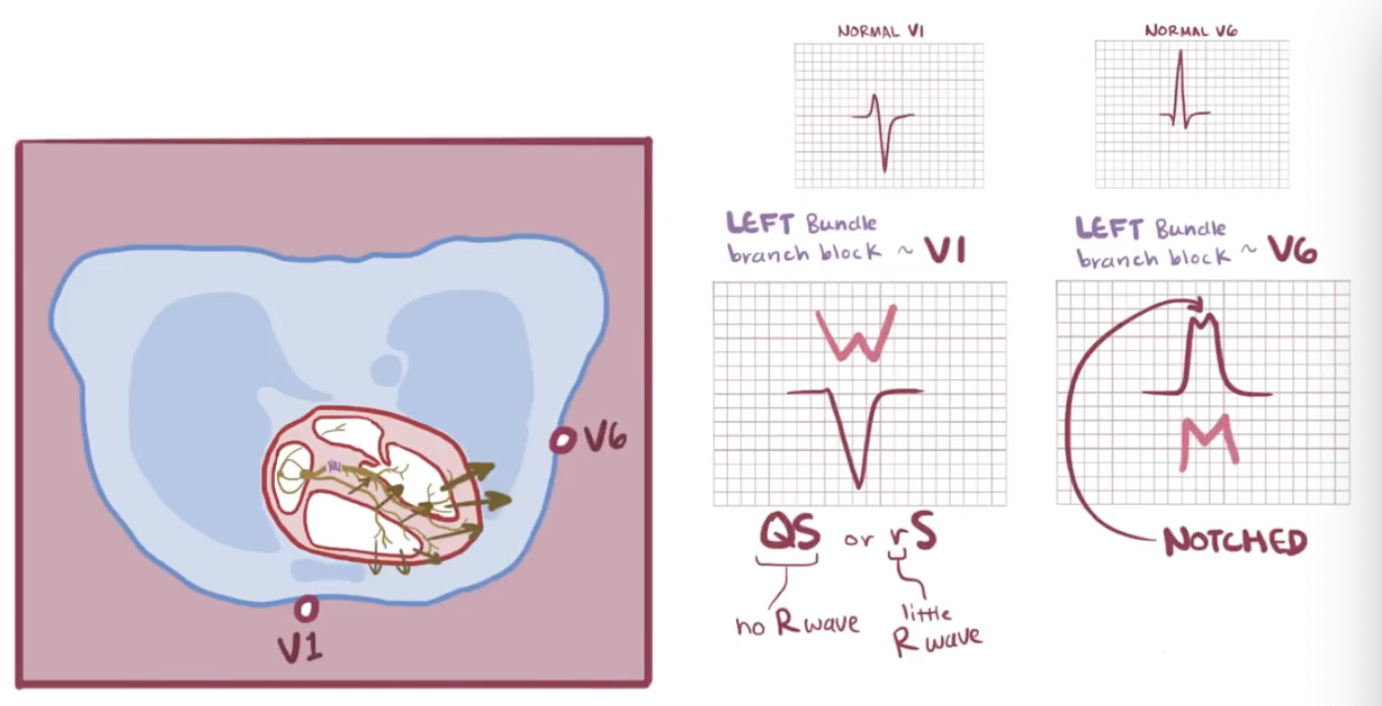 NORMAL V1
NORMAL V6
LEFT Bundle
branch block ~ V1
LEFT Bundle
branch block ~ V6
W
M
V6
V1
QS or rS
no R wave
little
R wave
NOTCHED